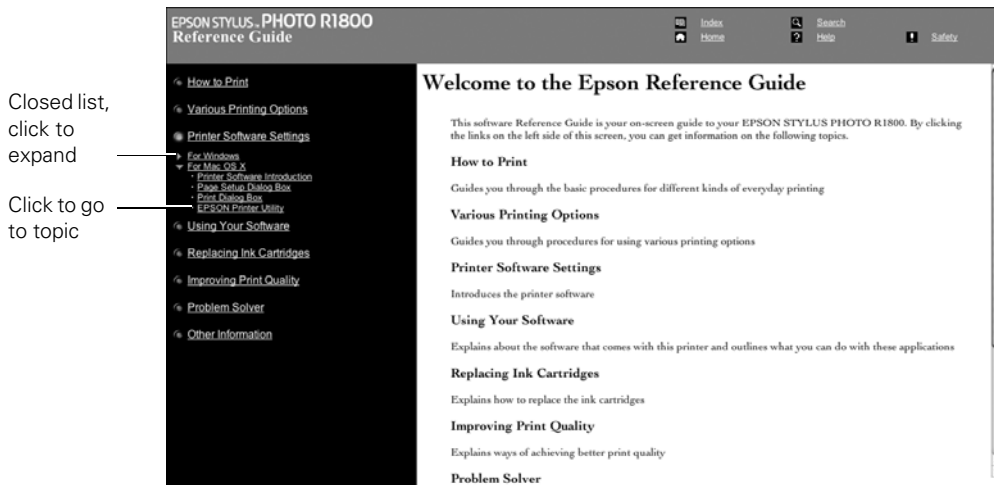 EPSON STYLUS™ PHOTO R1800
Reference Guide
Index
Search
Home
Help
Safety
Closed list,
click to
expand
Click to go
to topic
How to Print
Various Printing Options
Printer Software Settings
For Windows
For Mac OS X
Printer Software Introduction
Page Setup Dialog Box
Print Dialog Box
EPSON Printer Utility
Using Your Software
Replacing Ink Cartridges
Improving Print Quality
Problem Solver
Other Information
Welcome to the Epson Reference Guide
This software Reference Guide is your on-screen guide to your EPSON STYLUS PHOTO R1800. By clicking
the links on the left side of this screen, you can get information on the following topics.
How to Print
Guides you through the basic procedures for different kinds of everyday printing
Various Printing Options
Guides you through procedures for using various printing options
Printer Software Settings
Introduces the printer software
Using Your Software
Explains about the software that comes with this printer and outlines what you can do with these applications
Replacing Ink Cartridges
Explains how to replace the ink cartridges
Improving Print Quality
Explains ways of achieving better print quality
Problem Solver